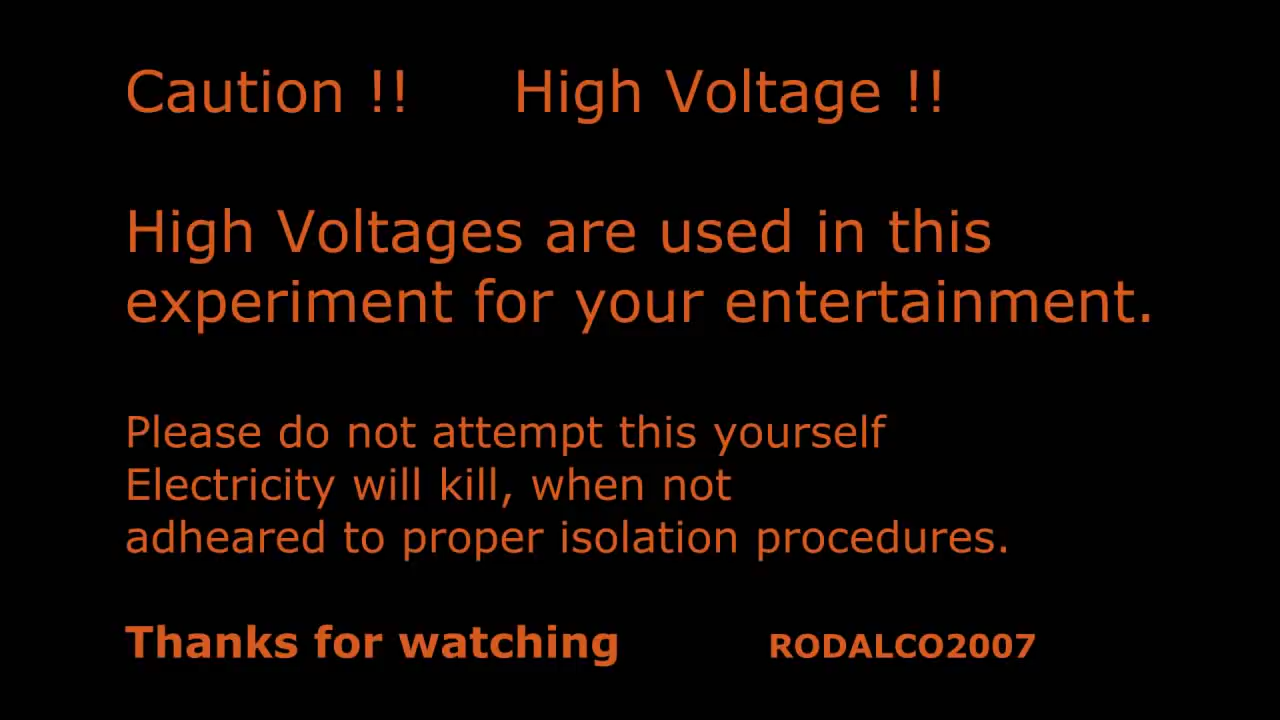 Caution !! High Voltage !!
High Voltages are used in this
experiment for your entertainment.
Please do not attempt this yourself
Electricity will kill, when not
adheared to proper isolation procedures.
Thanks for watching RODALCO2007